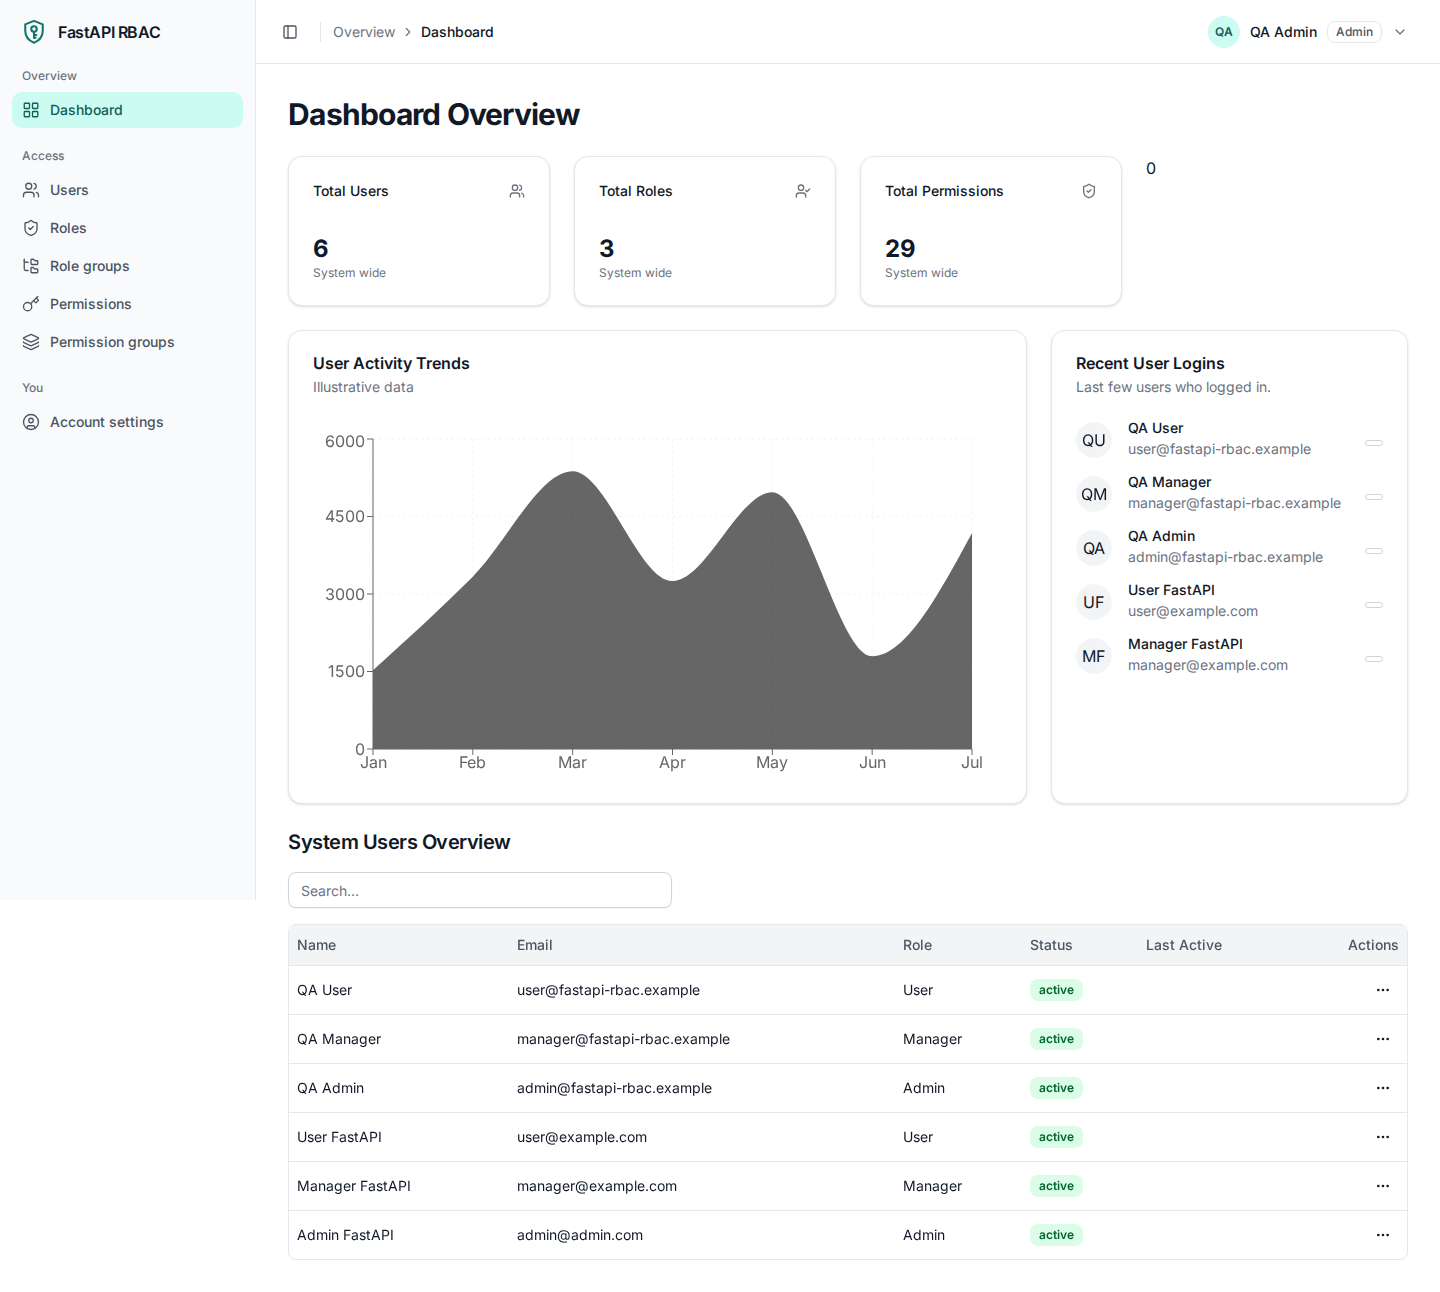 FastAPI RBAC
Overview
Dashboard
Access
Users
Roles
Role groups
Permissions
Permission groups
You
Account settings
Overview > Dashboard
QA QA Admin Admin
Dashboard Overview
Total Users
6
System wide
Total Roles
3
System wide
Total Permissions
29
System wide
0
User Activity Trends
Illustrative data
6000
4500
3000
1500
0
Jan Feb Mar Apr May Jun Jul
Recent User Logins
Last few users who logged in.
QU QA User
user@fastapi-rbac.example
QM QA Manager
manager@fastapi-rbac.example
QA QA Admin
admin@fastapi-rbac.example
UF User FastAPI
user@example.com
MF Manager FastAPI
manager@example.com
System Users Overview
Search...
Name Email Role Status Last Active Actions
QA User user@fastapi-rbac.example User active
QA Manager manager@fastapi-rbac.example Manager active
QA Admin admin@fastapi-rbac.example Admin active
User FastAPI user@example.com User active
Manager FastAPI manager@example.com Manager active
Admin FastAPI admin@admin.com Admin active